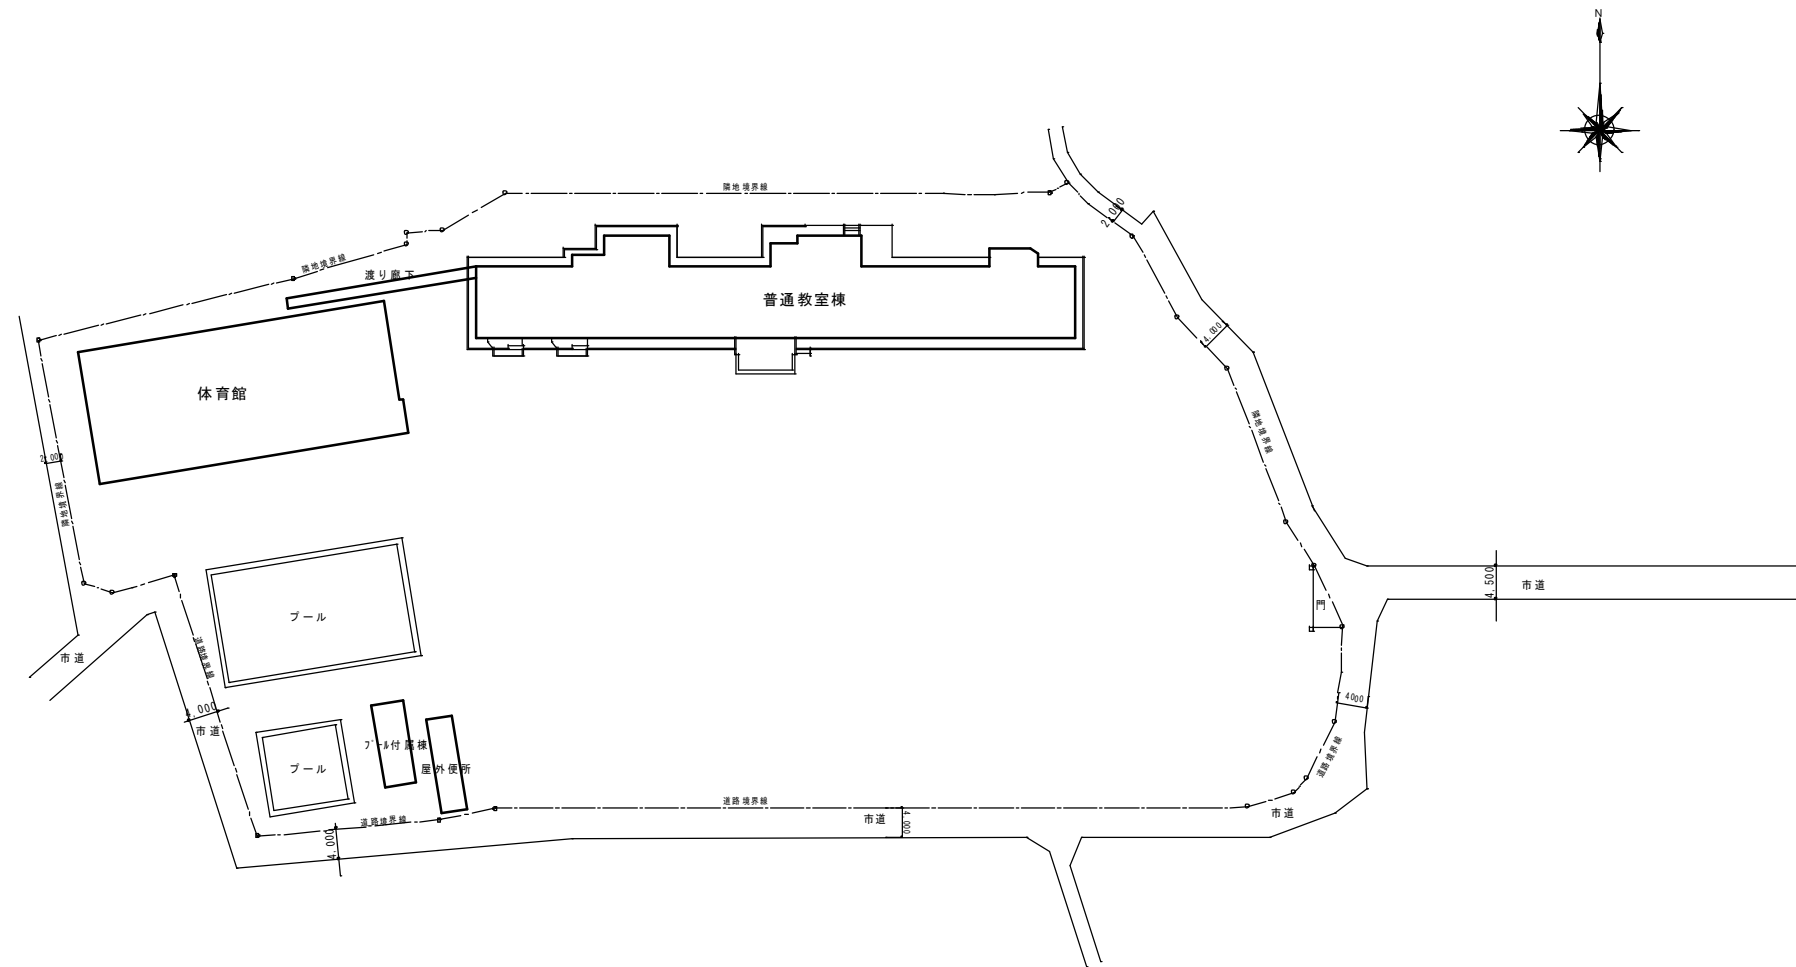 N
隣地境界線
2,000
隣地境界線
渡り廊下
普通教室棟
4,000
体育館
隣地境界線
2,000
隣地境界線
4,500
市道
門
プール
市道
道路境界線
4000
,000
市道
プール付属棟
道路境界線
プール
屋外便所
道路境界線
市道
4,000
市道
道路境界線
4,000